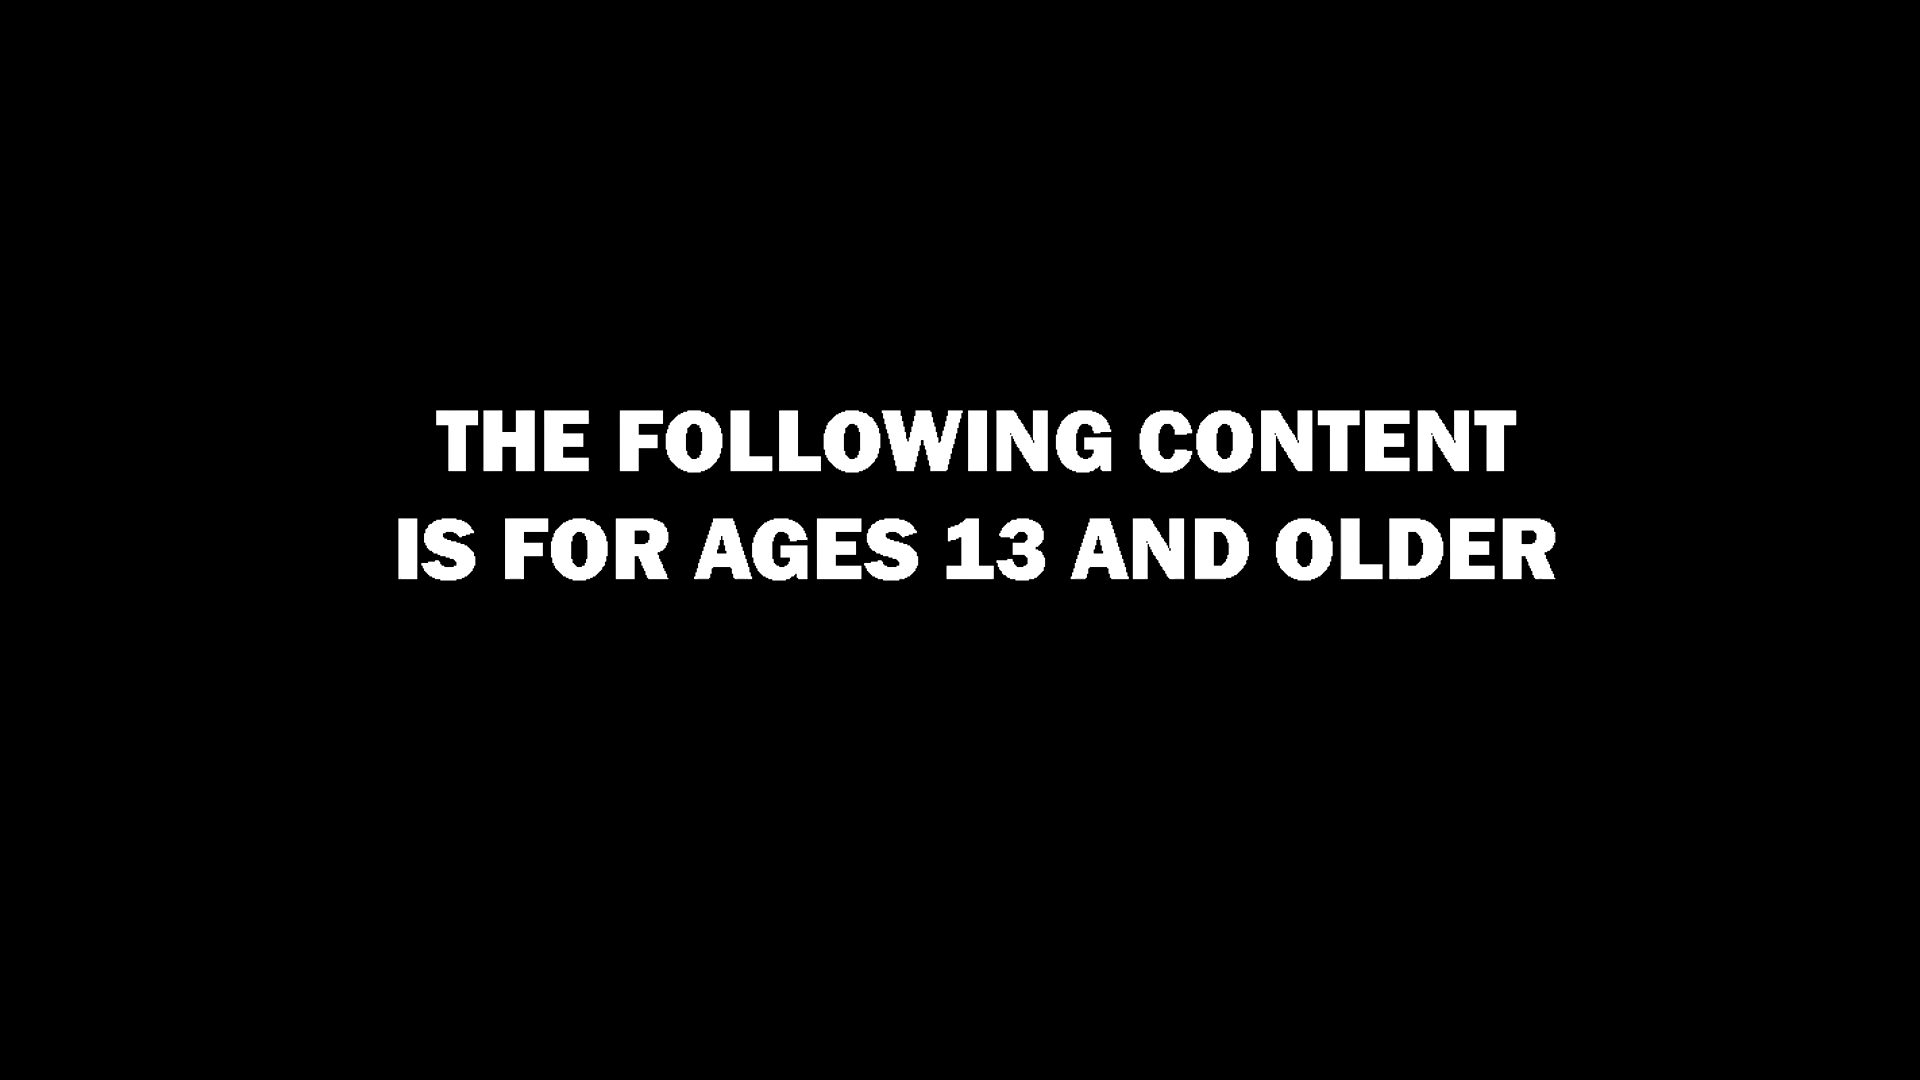 THE FOLLOWING CONTENT
IS FOR AGES 13 AND OLDER